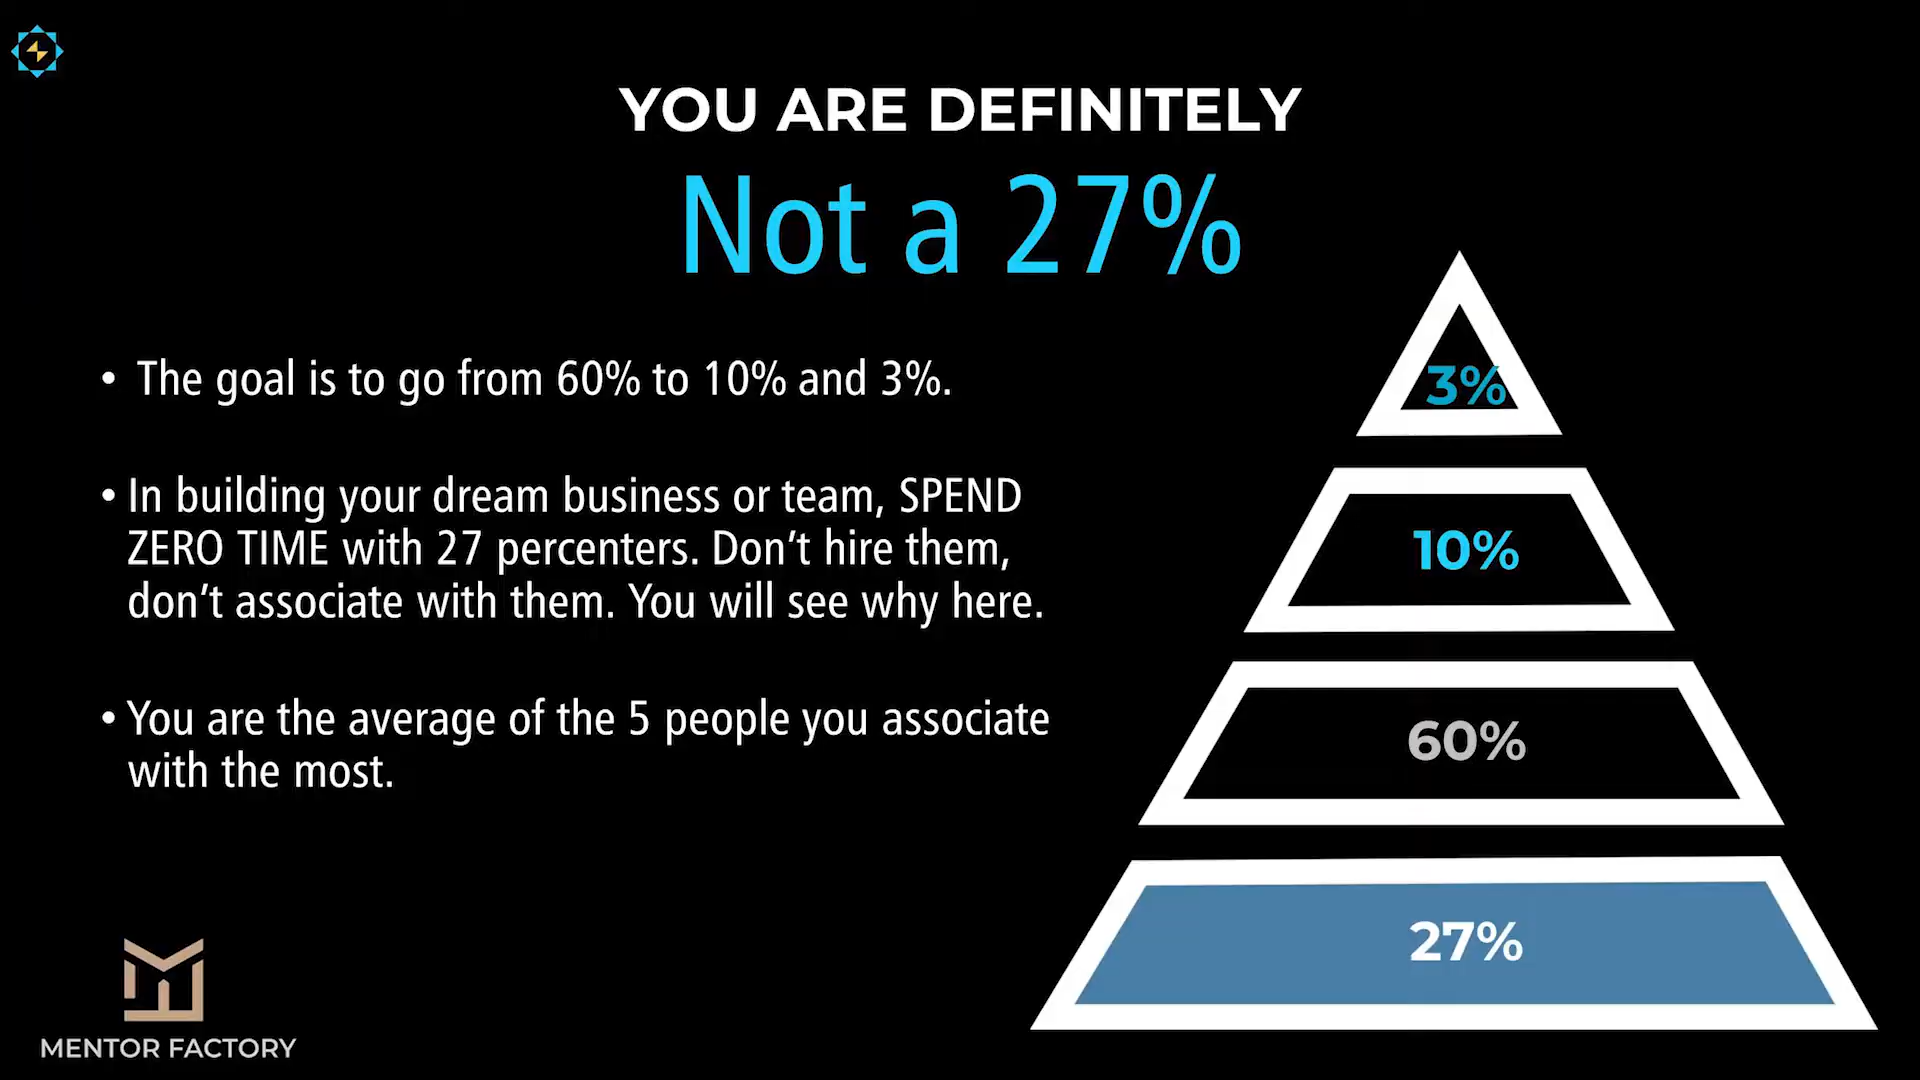 YOU ARE DEFINITELY
Not a 27%
• The goal is to go from 60% to 10% and 3%.
• In building your dream business or team, SPEND
ZERO TIME with 27 percenters. Don't hire them,
don't associate with them. You will see why here.
• You are the average of the 5 people you associate
with the most.
3%
10%
60%
27%
MENTOR FACTORY